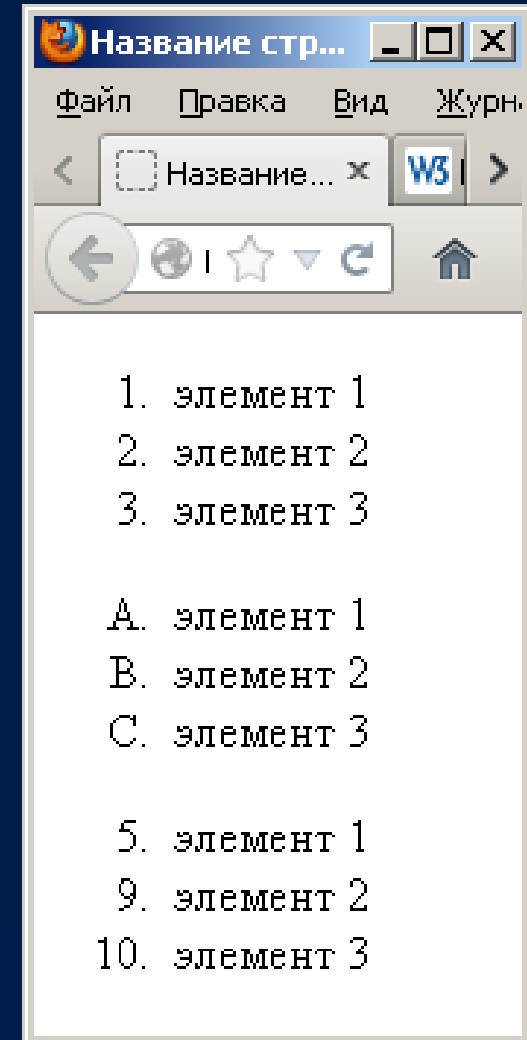 Название стр...
Файл Правка Вид Журн
Название... W3
1. элемент 1
2. элемент 2
3. элемент 3
A. элемент 1
B. элемент 2
C. элемент 3
5. элемент 1
9. элемент 2
10. элемент 3